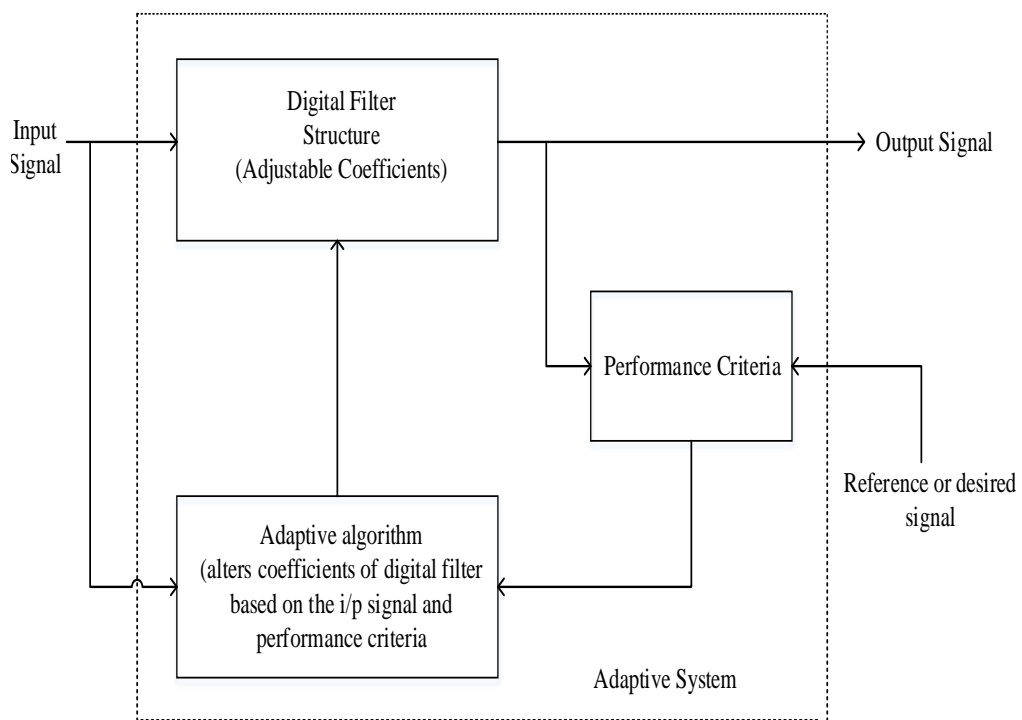 Digital Filter
Structure
(Adjustable Coefficients)
Input
Signal
Output Signal
Performance Criteria
Reference or desired
signal
Adaptive algorithm
(alters coefficients of digital filter
based on the i/p signal and
performance criteria
Adaptive System